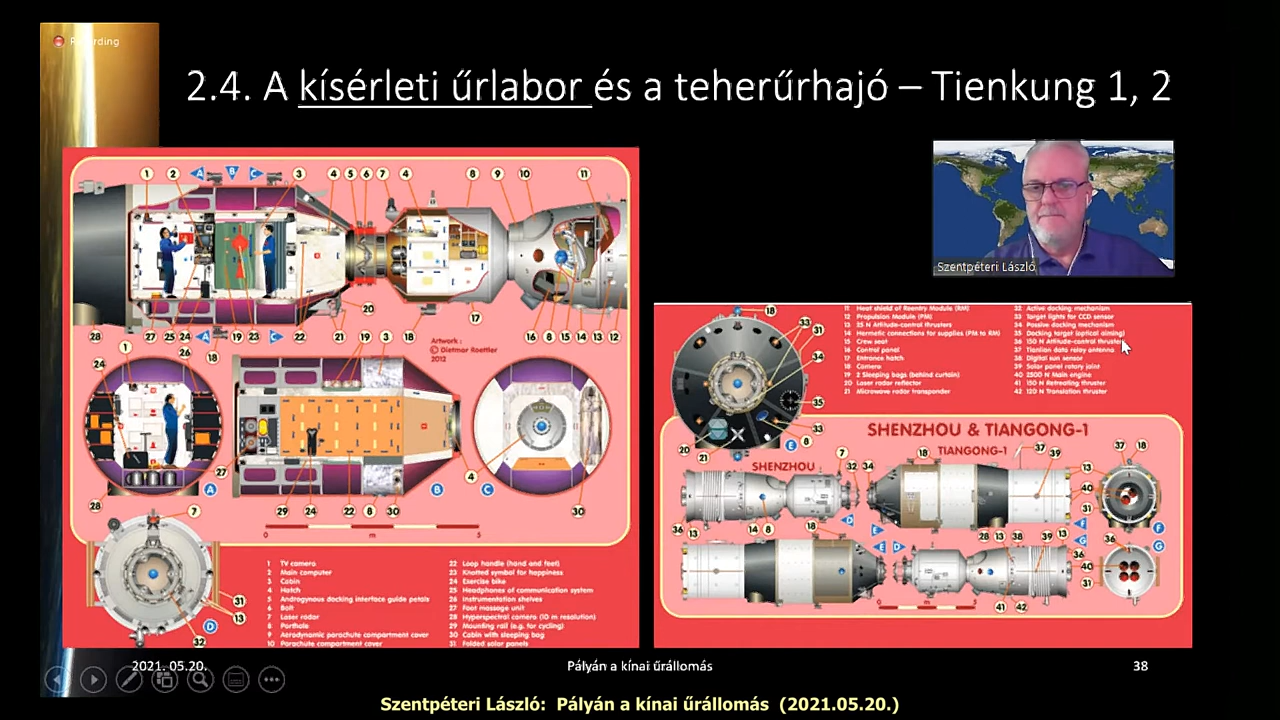 Recording
2.4. A kísérleti űrlabor és a teherűrhajó – Tienkung 1, 2
Szentpéteri László
Artwork :
© Dietmar Roettler
2012
0 m 5
1 TV camera
2 Main computer
3 Cabin
4 Hatch
5 Androgynous docking interface guide petals
6 Bolt
7 Laser radar
8 Porthole
9 Aerodynamic parachute compartment cover
10 Parachute compartment cover
22 Loop handle (hand and feet)
23 Knotted symbol for happiness
24 Exercise bike
25 Headphones of communication system
26 Instrumentation shelves
27 Foot massage unit
28 Hyperspectral camera (10 m resolution)
29 Mounting rail (e.g. for cycling)
30 Cabin with sleeping bag
31 Folded solar panels
11 Heat shield of Reentry Module (RM)
12 Propulsion Module (PM)
13 25 N Attitude-control thrusters
14 Hermetic connections for supplies (PM to RM)
15 Crew seat
16 Control panel
17 Entrance hatch
18 Camera
19 2 Sleeping bags (behind curtain)
20 Laser radar reflector
21 Microwave radar transponder
32 Active docking mechanism
33 Target lights for CCD sensor
34 Passive docking mechanism
35 Docking target (optical aiming)
36 150 N Attitude-control thrusters
37 Tianlian data relay antenna
38 Digital sun sensor
39 Solar panel rotary joint
40 2500 N Main engine
41 150 N Retreating thruster
42 120 N Translation thruster
SHENZHOU & TIANGONG-1
TIANGONG-1
SHENZHOU
2021. 05.20.
Pályán a kínai űrállomás
38
Szentpéteri László: Pályán a kínai űrállomás (2021.05.20.)